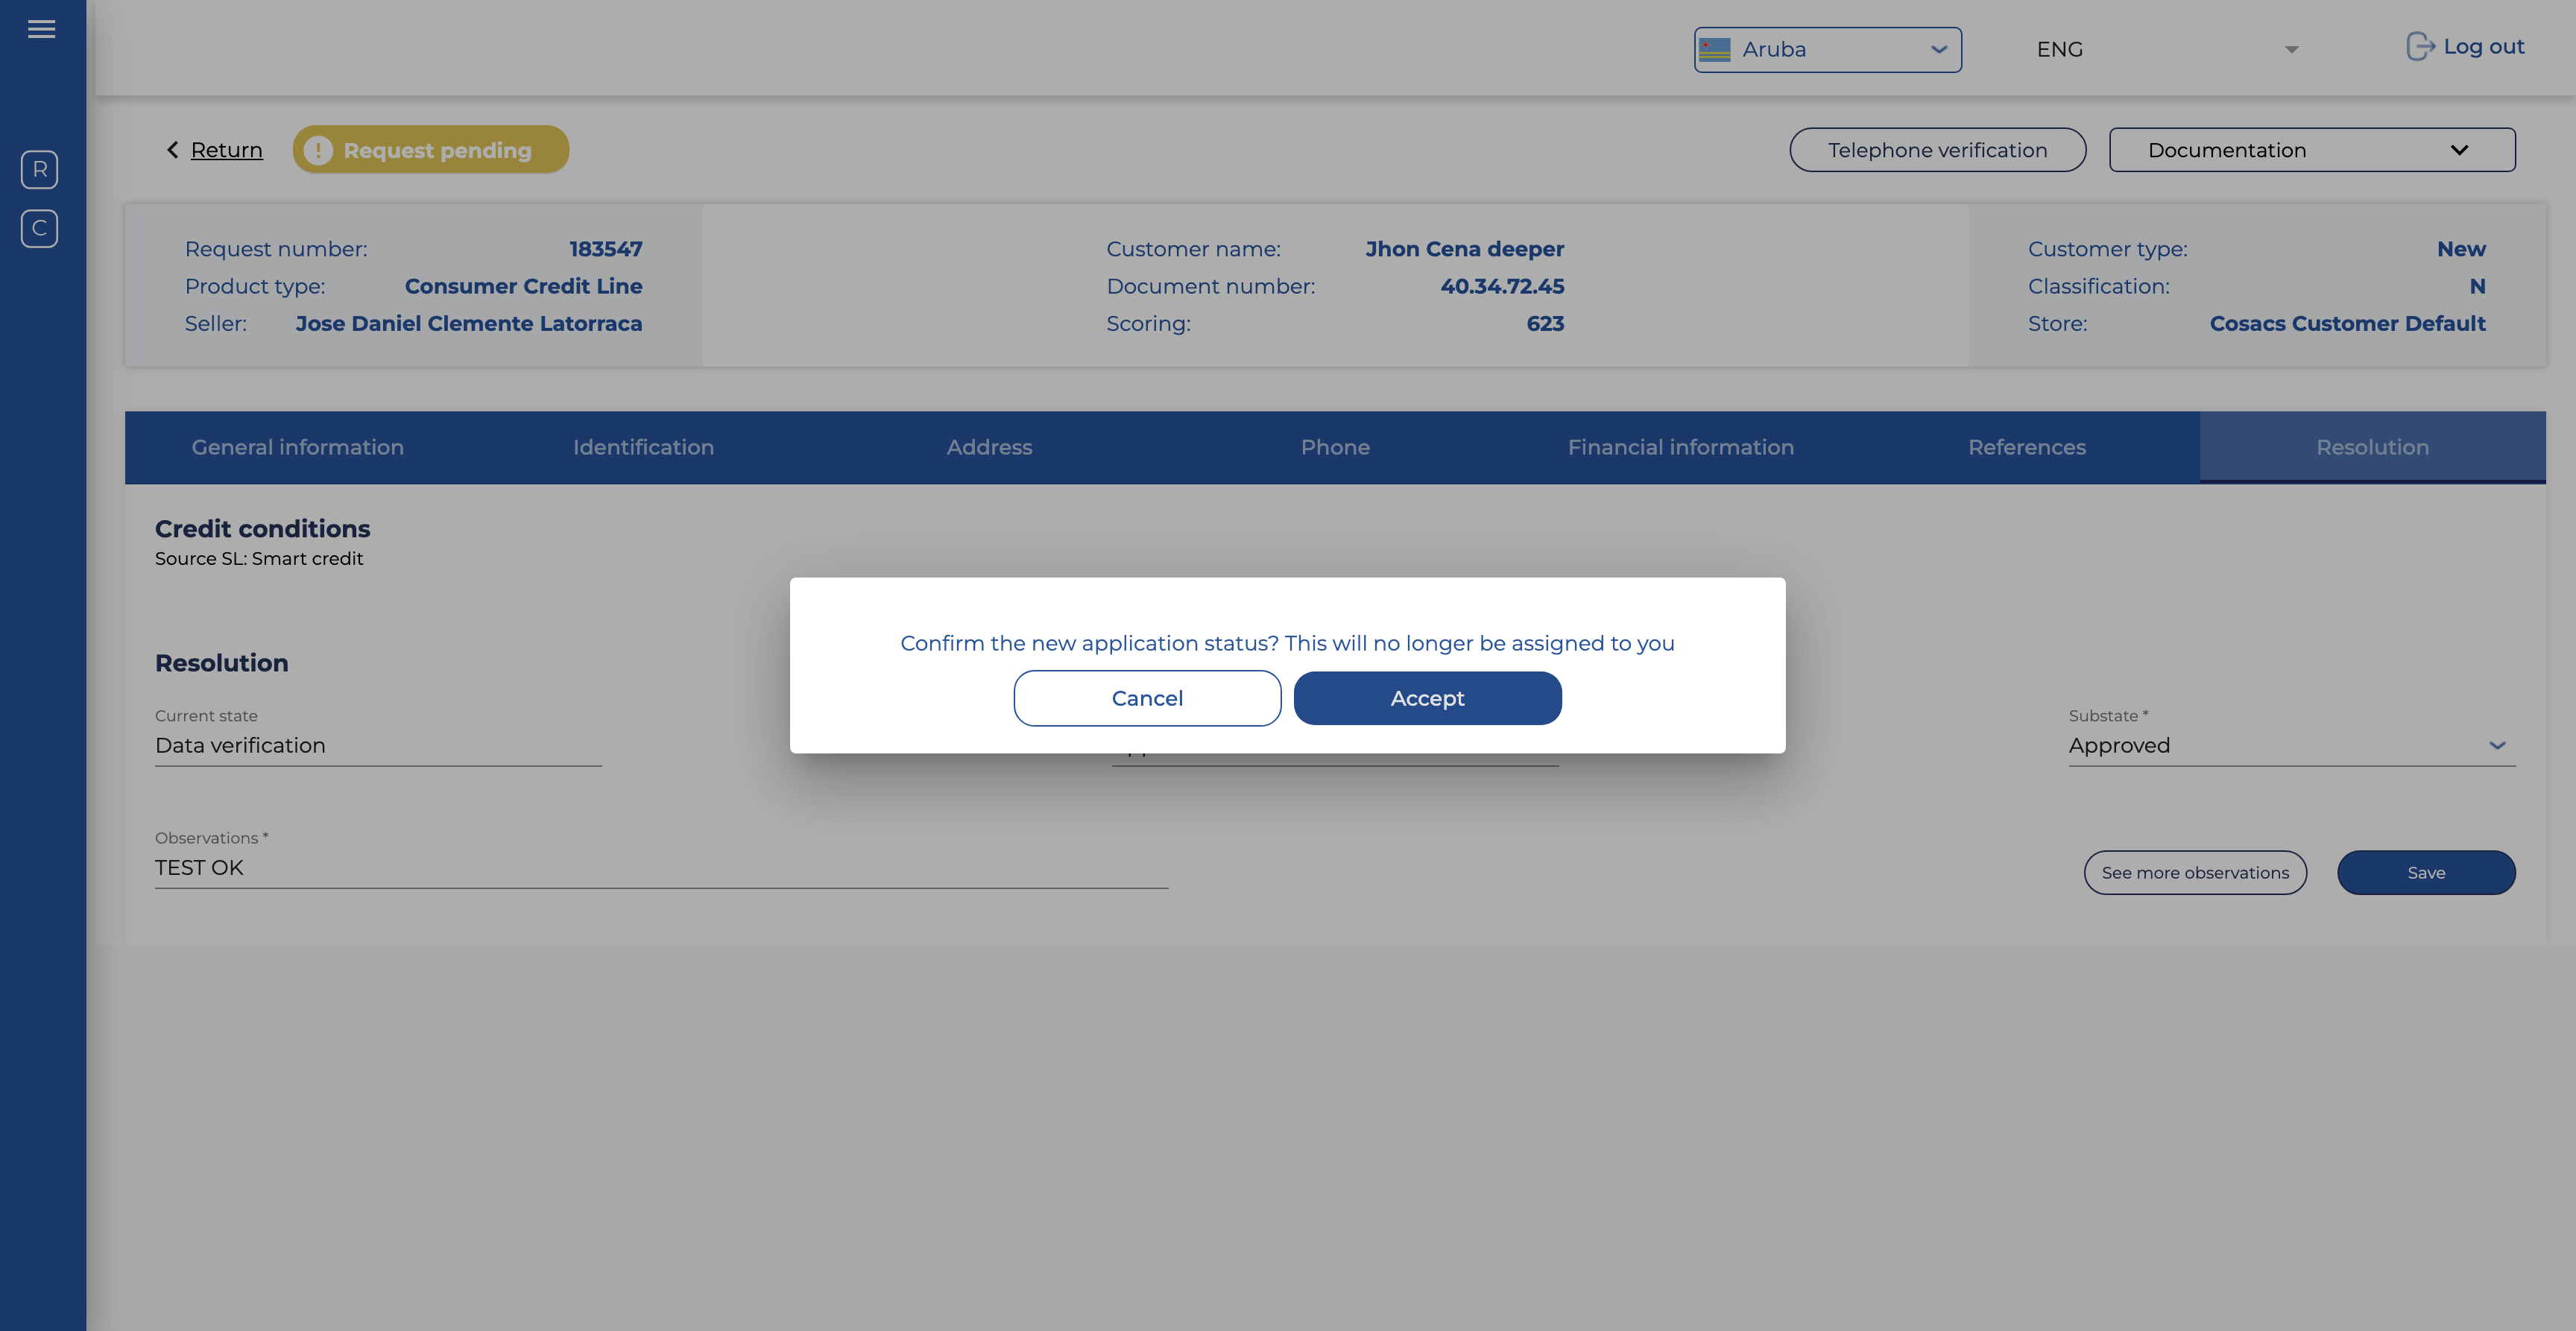 Aruba
ENG
Log out
R
C
Return
Request pending
Telephone verification
Documentation
Request number: 183547
Product type: Consumer Credit Line
Seller: Jose Daniel Clemente Latorraca
Customer name: Jhon Cena deeper
Document number: 40.34.72.45
Scoring: 623
Customer type: New
Classification: N
Store: Cosacs Customer Default
General information
Identification
Address
Phone
Financial information
References
Resolution
Credit conditions
Source SL: Smart credit
Confirm the new application status? This will no longer be assigned to you
Cancel
Accept
Resolution
Current state
Data verification
Substate *
Approved
Observations *
TEST OK
See more observations
Save